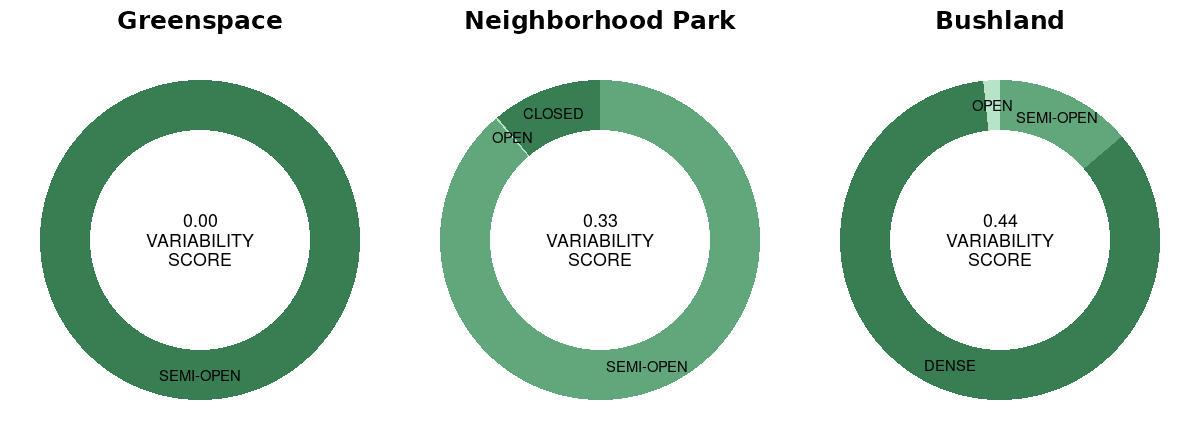 Greenspace
Neighborhood Park
Bushland
SEMI-OPEN
0.00
VARIABILITY
SCORE
CLOSED
OPEN
SEMI-OPEN
0.33
VARIABILITY
SCORE
OPEN
SEMI-OPEN
DENSE
0.44
VARIABILITY
SCORE